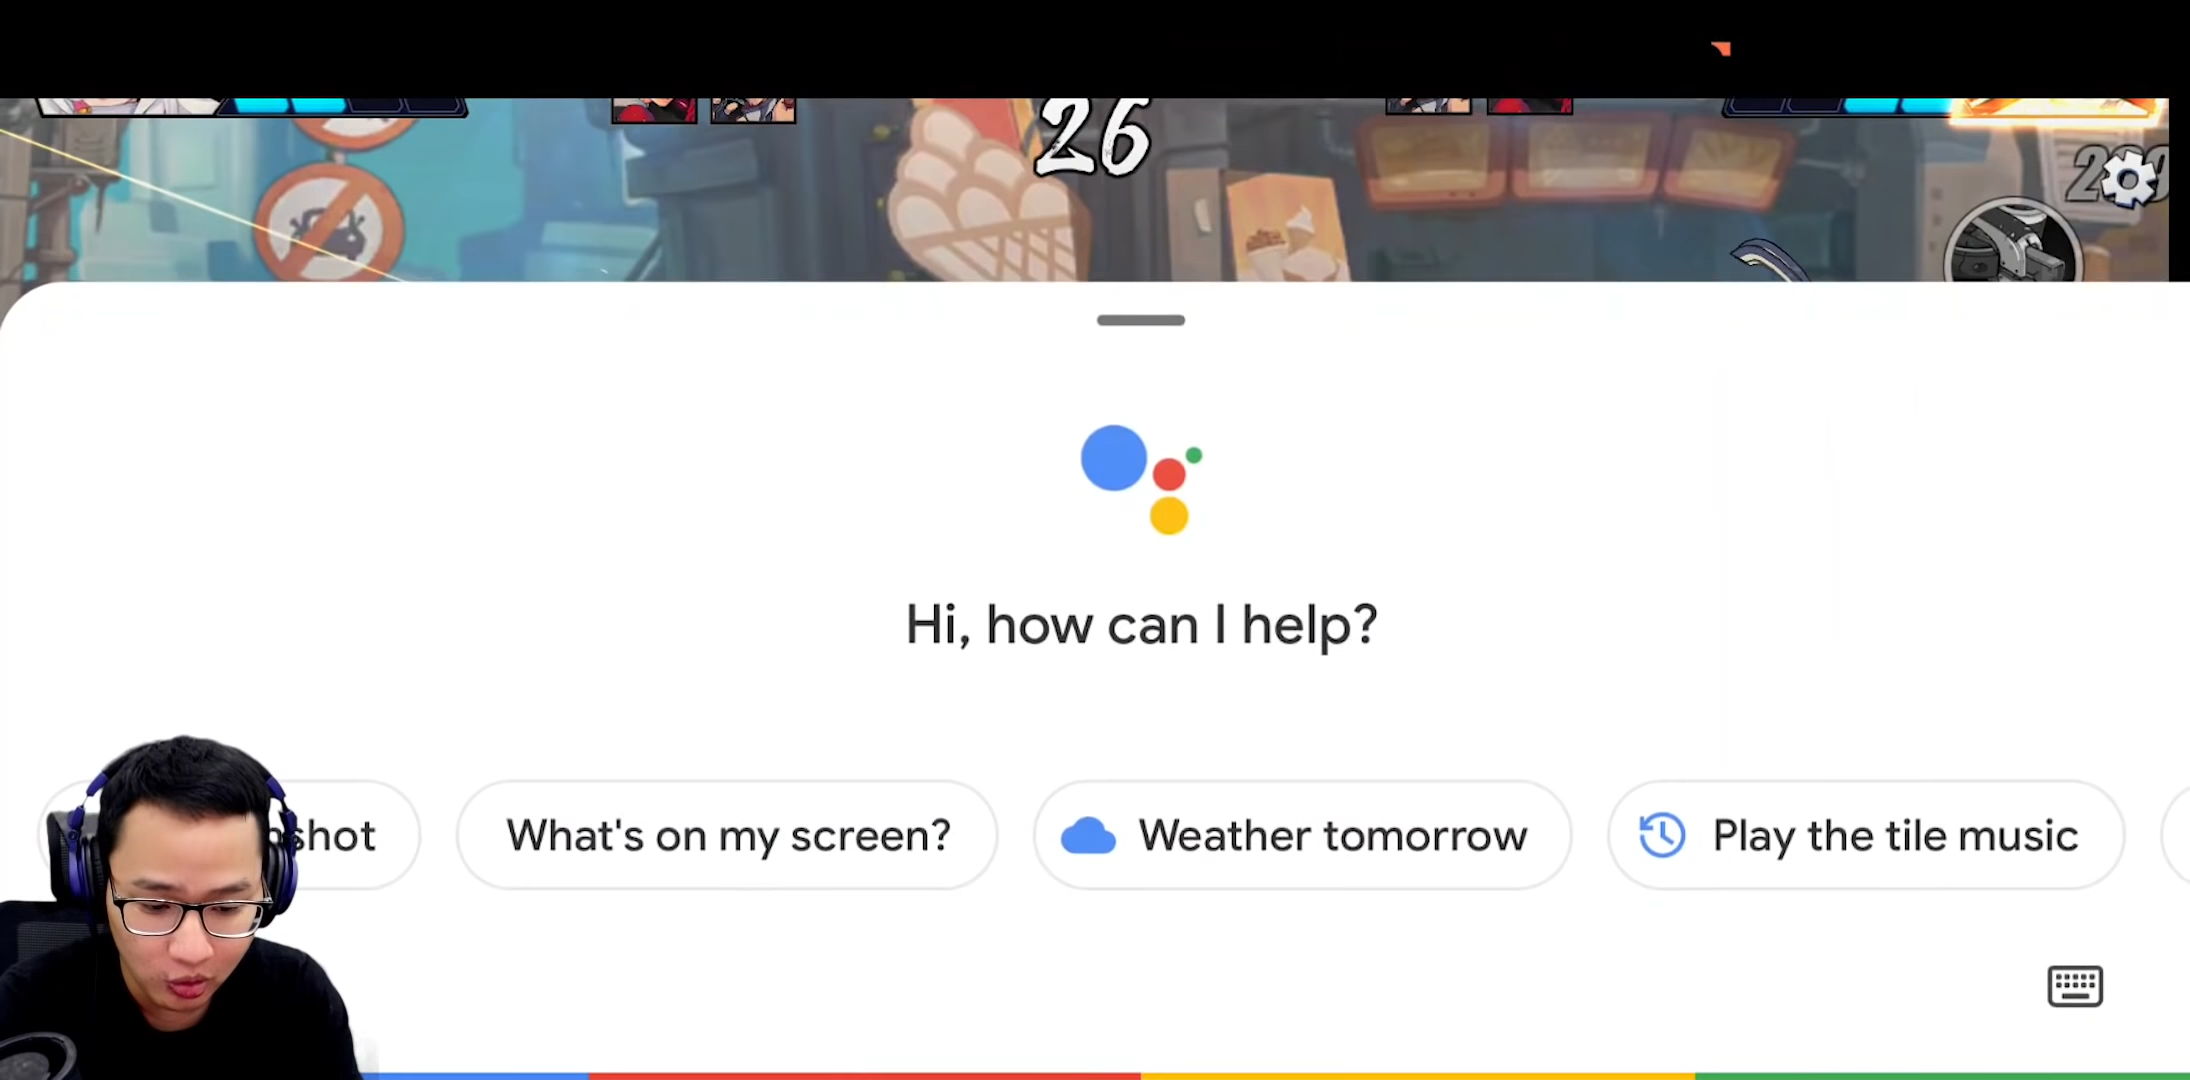 26
Hi, how can I help?
shot
What's on my screen?
Weather tomorrow
Play the tile music